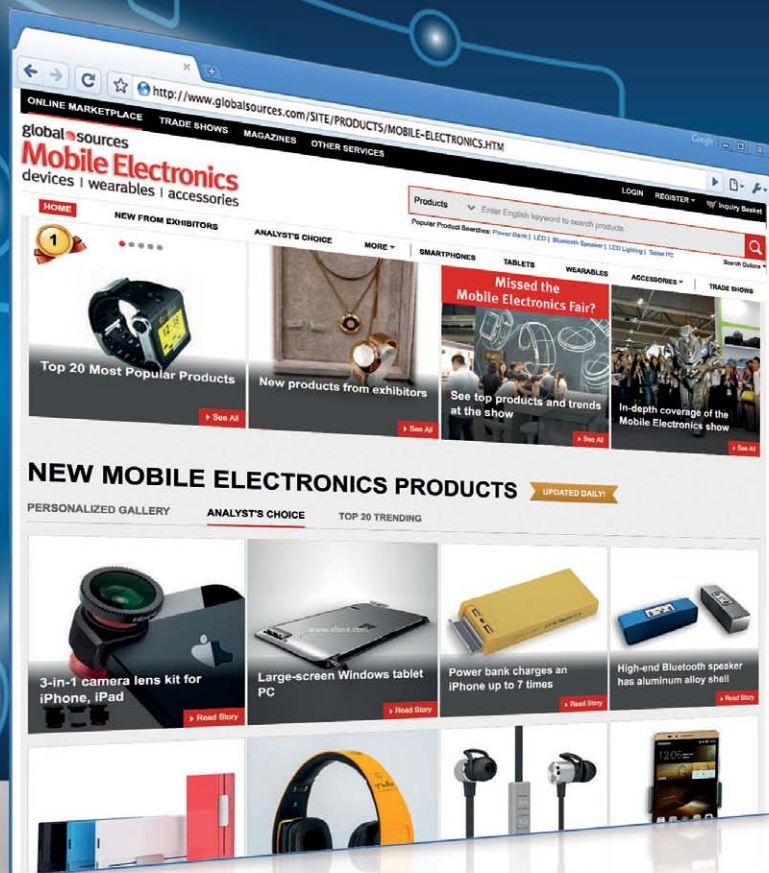 http://www.globalsources.com/SITE/PRODUCTS/MOBILE-ELECTRONICS.HTM
Google
ONLINE MARKETPLACE TRADE SHOWS MAGAZINES OTHER SERVICES
LOGIN REGISTER Inquiry Basket
global sources
Mobile Electronics
devices | wearables | accessories
Products Enter English keyword to search products
Popular Product Searches: Power Bank | LED | Bluetooth Speaker | LED Lighting | Tablet PC
Search Options
HOME NEW FROM EXHIBITORS ANALYST'S CHOICE MORE SMARTPHONES TABLETS WEARABLES ACCESSORIES TRADE SHOWS
1
Missed the
Mobile Electronics Fair?
Top 20 Most Popular Products
See All
New products from exhibitors
See All
See top products and trends
at the show
See All
In-depth coverage of the
Mobile Electronics show
See All
NEW MOBILE ELECTRONICS PRODUCTS UPDATED DAILY!
PERSONALIZED GALLERY ANALYST'S CHOICE TOP 20 TRENDING
3-in-1 camera lens kit for
iPhone, iPad
Read Story
Large-screen Windows tablet
PC
Read Story
Power bank charges an
iPhone up to 7 times
Read Story
High-end Bluetooth speaker
has aluminum alloy shell
Read Story